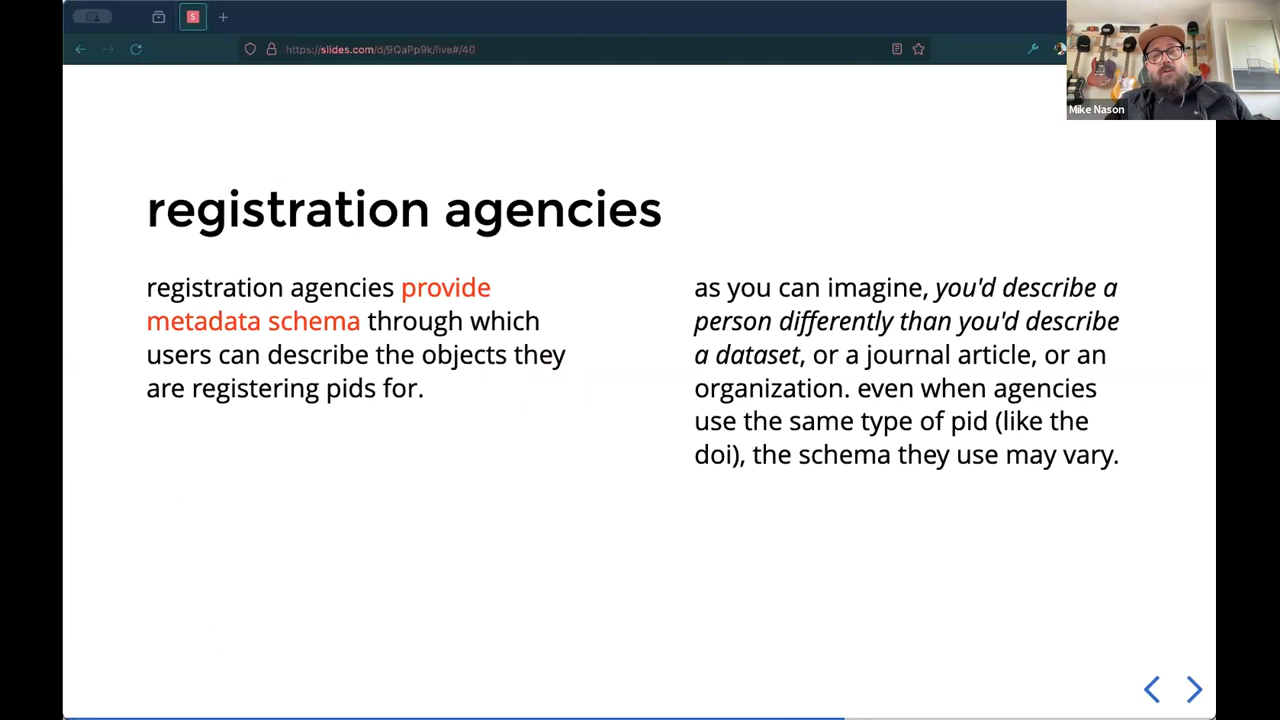 S
https://slides.com/d/9QaPp9k/live#/40
Mike Nason
registration agencies
registration agencies provide
metadata schema through which
users can describe the objects they
are registering pids for.
as you can imagine, you'd describe a
person differently than you'd describe
a dataset, or a journal article, or an
organization. even when agencies
use the same type of pid (like the
doi), the schema they use may vary.